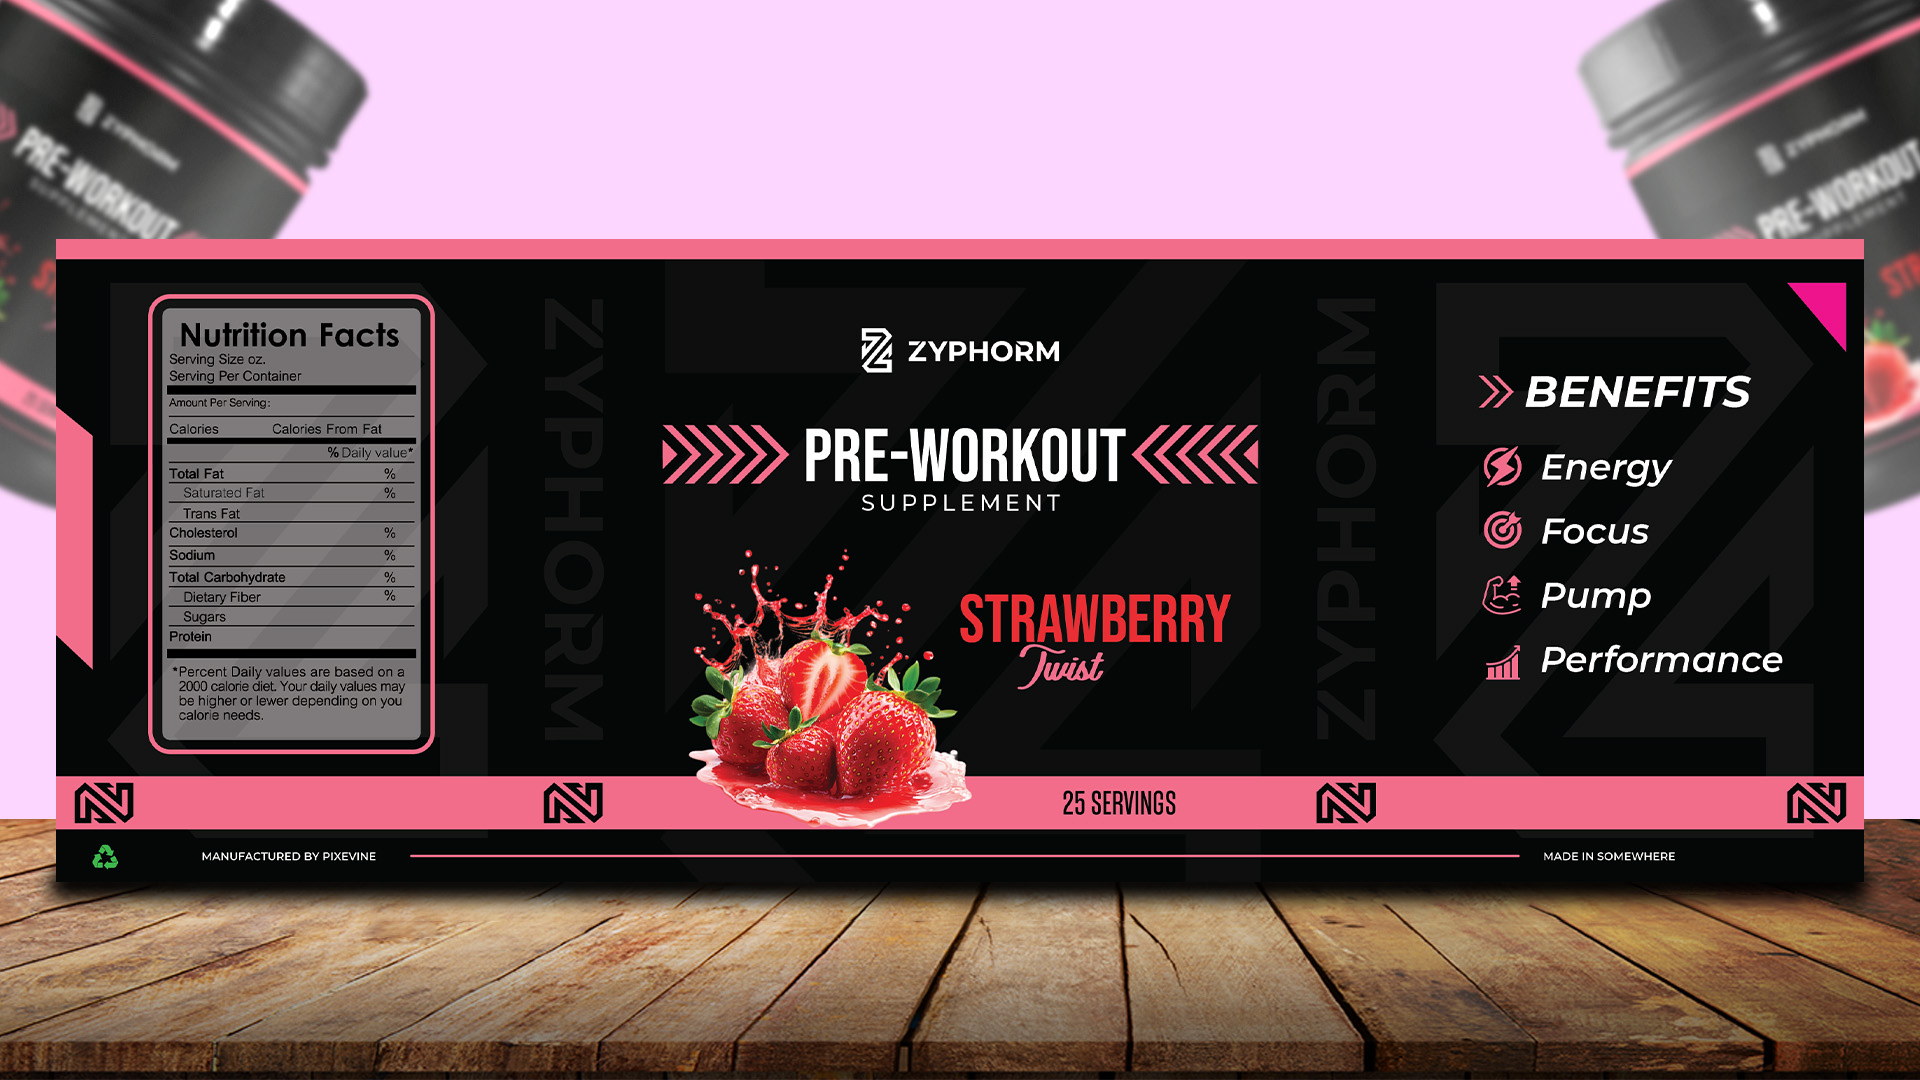 ZYPHORM
PRE-WORKOUT
SUPPLEMENT
ZYPHORM
PRE-WORKOUT
SUPPLEMENT
Nutrition Facts
Serving Size oz.
Serving Per Container
Amount Per Serving:
Calories Calories From Fat
% Daily value*
Total Fat %
Saturated Fat %
Trans Fat
Cholesterol %
Sodium %
Total Carbohydrate %
Dietary Fiber %
Sugars
Protein
*Percent Daily values are based on a
2000 calorie diet. Your daily values may
be higher or lewer depending on you
calorie needs.
ZYPHORM
ZYPHORM
PRE-WORKOUT
SUPPLEMENT
STRAWBERRY
Twist
25 SERVINGS
ZYPHORM
BENEFITS
Energy
Focus
Pump
Performance
MANUFACTURED BY PIXEVINE
MADE IN SOMEWHERE